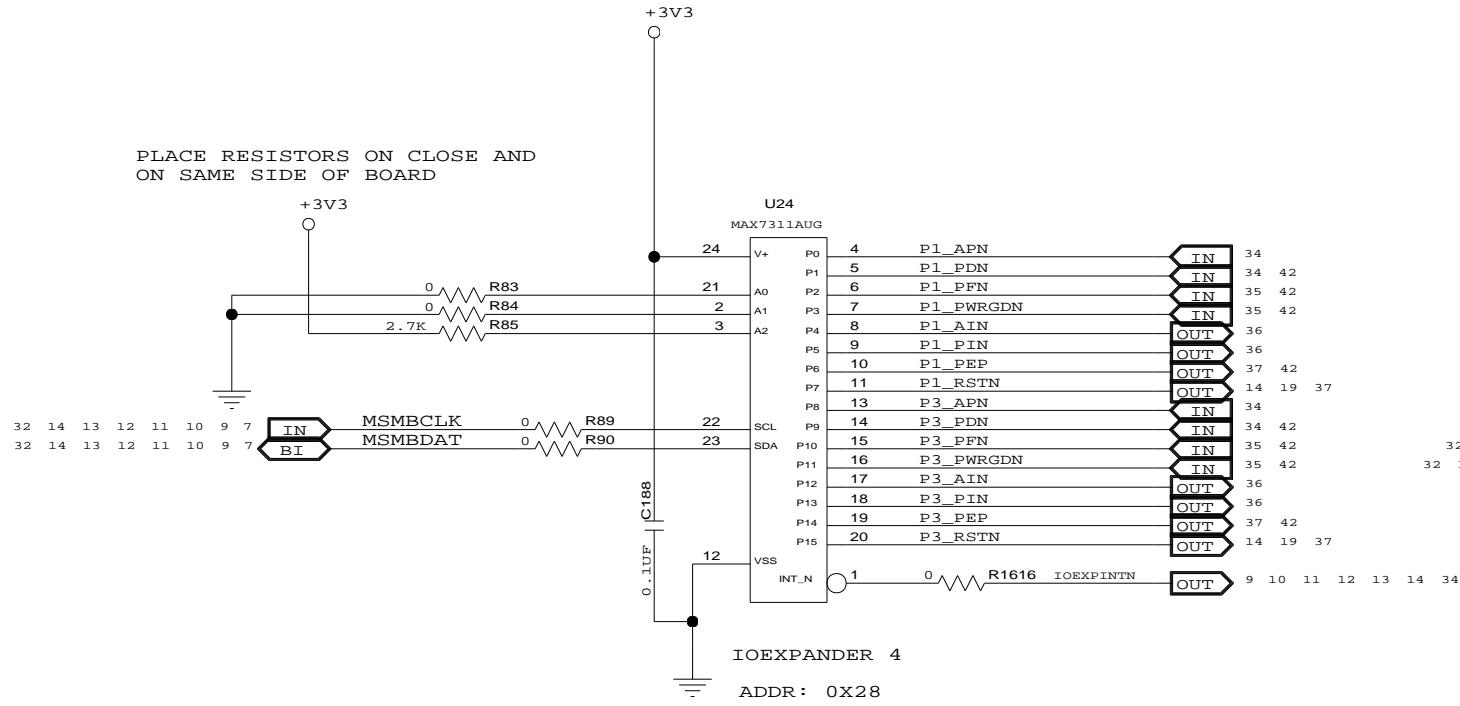 +3V3
PLACE RESISTORS ON CLOSE AND
ON SAME SIDE OF BOARD
+3V3
U24
MAX7311AUG
24 V+ P0 4 P1_APN IN 34
P1 5 P1_PDN IN 34 42
0 R83 21 A0 P2 6 P1_PFN IN 35 42
0 R84 2 A1 P3 7 P1_PWRGDN IN 35 42
2.7K R85 3 A2 P4 8 P1_AIN OUT 36
P5 9 P1_PIN OUT 36
P6 10 P1_PEP OUT 37 42
P7 11 P1_RSTN OUT 14 19 37
P8 13 P3_APN IN 34
32 14 13 12 11 10 9 7 IN MSMBCLK 0 R89 22 SCL P9 14 P3_PDN IN 34 42
32 14 13 12 11 10 9 7 BI MSMBDAT 0 R90 23 SDA P10 15 P3_PFN IN 35 42 32
P11 16 P3_PWRGDN IN 35 42 32
P12 17 P3_AIN OUT 36
P13 18 P3_PIN OUT 36
C188
P14 19 P3_PEP OUT 37 42
P15 20 P3_RSTN OUT 14 19 37
0.1UF
12 VSS
INT_N 1 0 R1616 IOEXPINTN OUT 9 10 11 12 13 14 34
IOEXPANDER 4
ADDR: 0X28